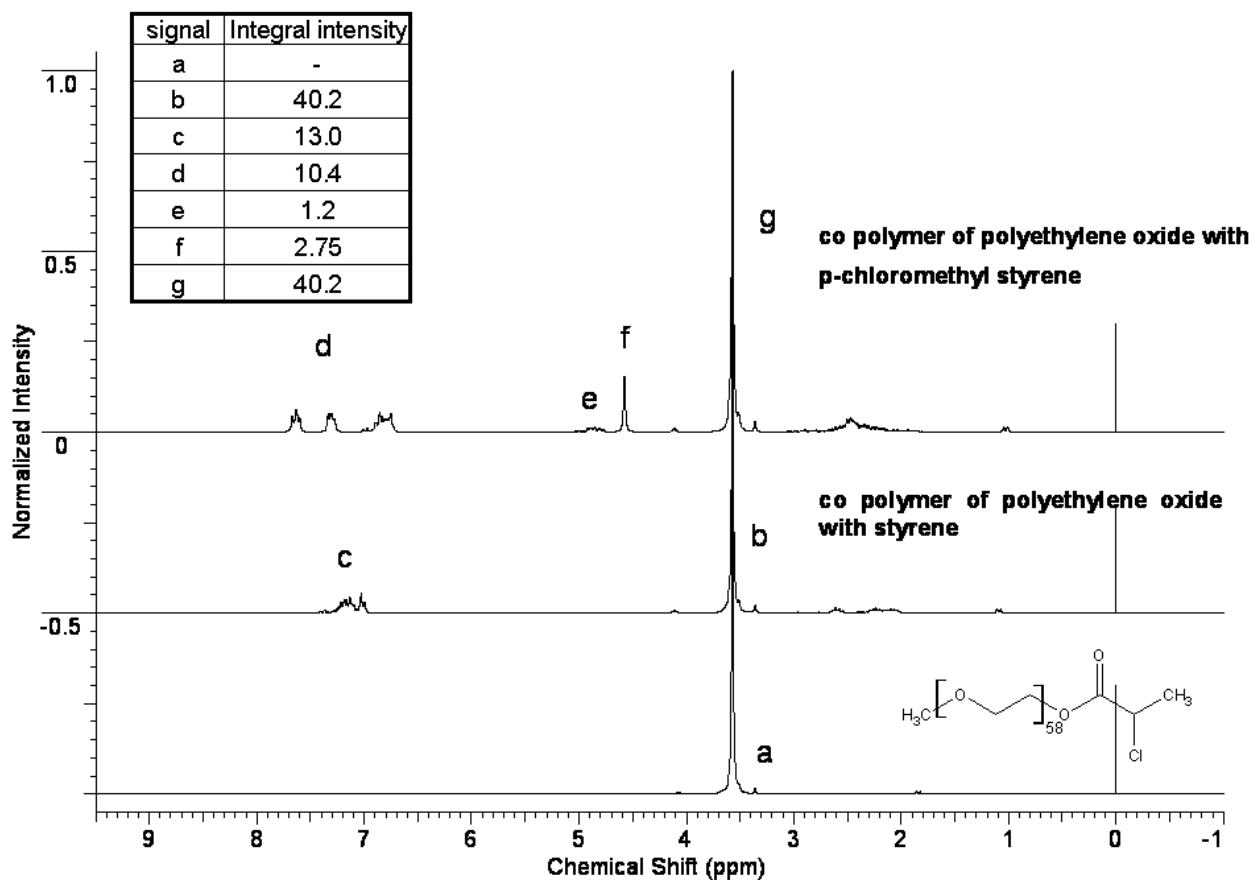 signal Integral intensity
a -
b 40.2
c 13.0
d 10.4
e 1.2
f 2.75
g 40.2
1.0
0.5
0
-0.5
Normalized Intensity
g
co polymer of polyethylene oxide with
p-chloromethyl styrene
d
f
e
co polymer of polyethylene oxide
with styrene
b
c
O
H₃C
O
58
O
CH₃
Cl
a
9 8 7 6 5 4 3 2 1 0 -1
Chemical Shift (ppm)